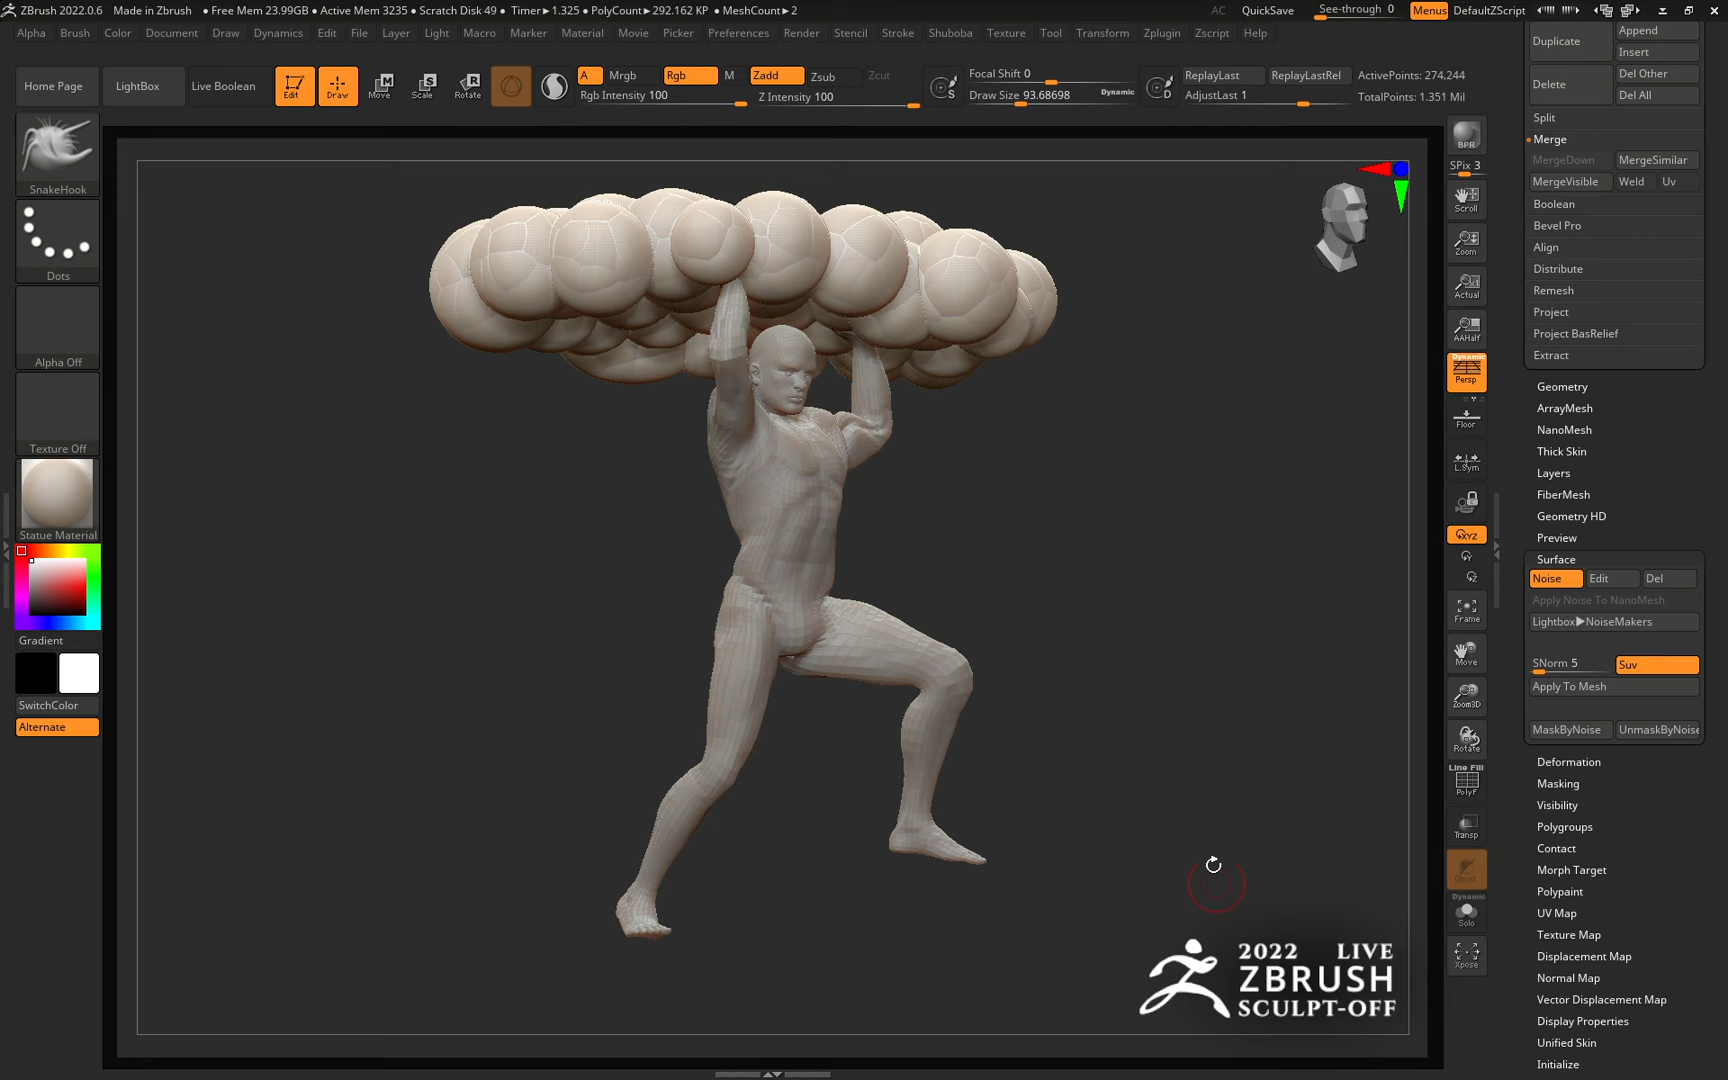 ZBrush 2022.0.6 Made in Zbrush • Free Mem 23.99GB • Active Mem 3235 • Scratch Disk 49 • Timer▶1.325 • PolyCount▶292.162 KP • MeshCount▶2 AC QuickSave See-through 0 Menus DefaultZScript
Alpha Brush Color Document Draw Dynamics Edit File Layer Light Macro Marker Material Movie Picker Preferences Render Stencil Stroke Shuboba Texture Tool Transform Zplugin Zscript Help
Home Page LightBox Live Boolean Edit Draw Move Scale Rotate
A Mrgb Rgb M Zadd Zsub Zcut
Rgb Intensity 100 Z Intensity 100
S Focal Shift 0
Draw Size 93.68698 Dynamic
D ReplayLast ReplayLastRel ActivePoints: 274,244
AdjustLast 1 TotalPoints: 1.351 Mil
SnakeHook
Dots
Alpha Off
Texture Off
Statue Material
Gradient
SwitchColor
Alternate
2022 LIVE
ZBRUSH
SCULPT-OFF
BPR
SPix 3
Scroll
Zoom
Actual
AAHalf
Dynamic
Persp
Floor
L.Sym
XYZ
Y
Z
Frame
Move
Zoom3D
Rotate
Line Fill
PolyF
Transp
Ghost
Dynamic
Solo
Xpose
Duplicate Append
Insert
Delete Del Other
Del All
Split
Merge
MergeDown MergeSimilar
MergeVisible Weld Uv
Boolean
Bevel Pro
Align
Distribute
Remesh
Project
Project BasRelief
Extract
Geometry
ArrayMesh
NanoMesh
Thick Skin
Layers
FiberMesh
Geometry HD
Preview
Surface
Noise Edit Del
Apply Noise To NanoMesh
Lightbox▶NoiseMakers
SNorm 5 Suv
Apply To Mesh
MaskByNoise UnmaskByNoise
Deformation
Masking
Visibility
Polygroups
Contact
Morph Target
Polypaint
UV Map
Texture Map
Displacement Map
Normal Map
Vector Displacement Map
Display Properties
Unified Skin
Initialize